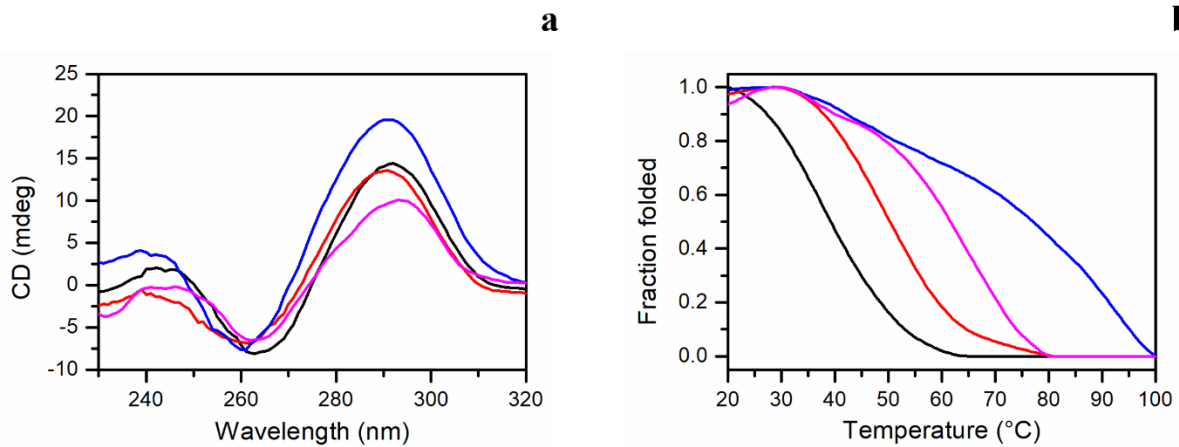 a
25
20
15
10
5
0
-5
-10
CD (mdeg)
240 260 280 300 320
Wavelength (nm)
b
1.0
0.8
0.6
0.4
0.2
0.0
Fraction folded
20 30 40 50 60 70 80 90 100
Temperature (°C)